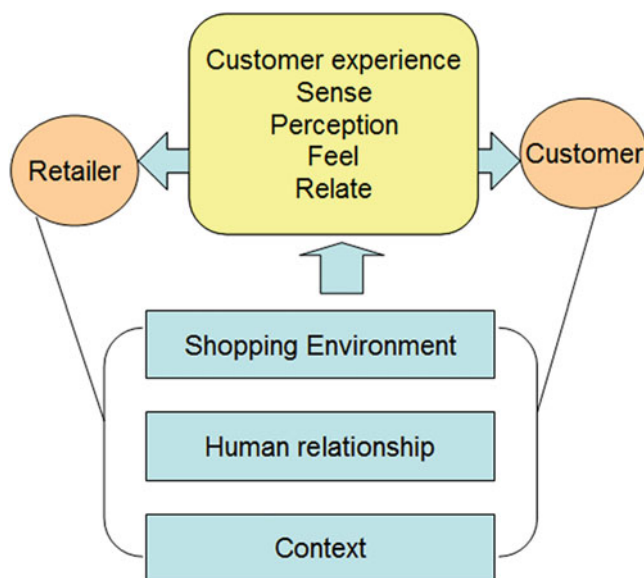 Customer experience
Sense
Perception
Feel
Relate
Retailer
Customer
Shopping Environment
Human relationship
Context